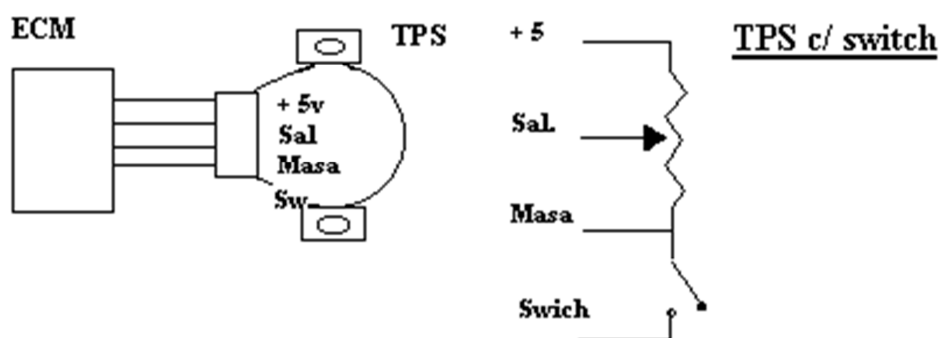 ECM
TPS
+ 5v
Sal
Masa
Sw
+ 5
Sal.
Masa
Swich
TPS c/ switch